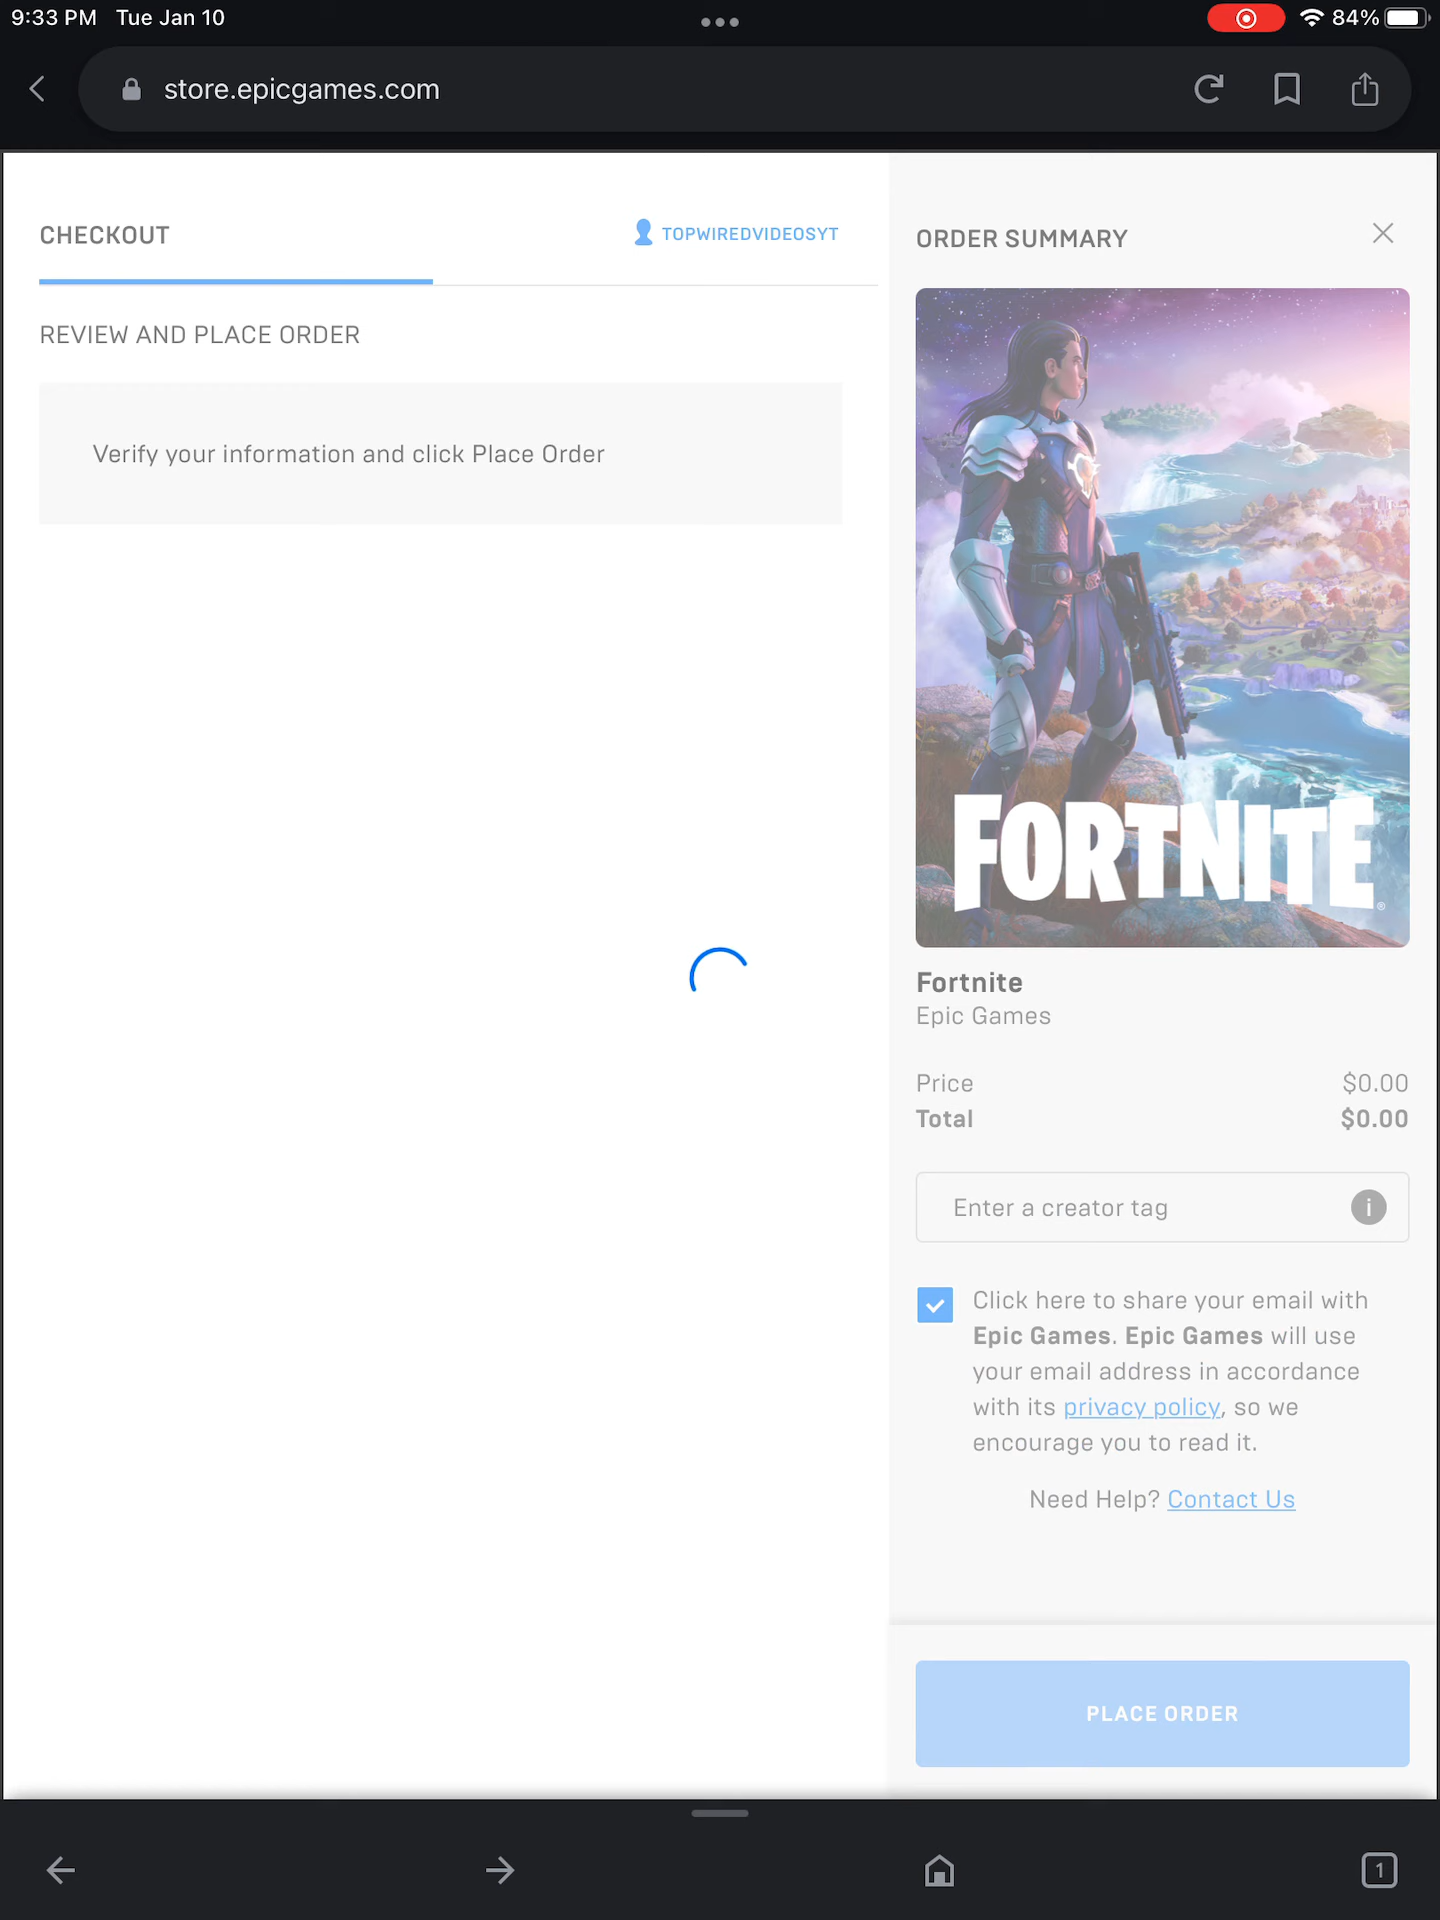 9:33 PM Tue Jan 10
84%
store.epicgames.com
CHECKOUT
TOPWIREDVIDEOSYT
REVIEW AND PLACE ORDER
Verify your information and click Place Order
ORDER SUMMARY
FORTNITE®
Fortnite
Epic Games
Price $0.00
Total $0.00
Enter a creator tag
i
Click here to share your email with
Epic Games. Epic Games will use
your email address in accordance
with its privacy policy, so we
encourage you to read it.
Need Help? Contact Us
PLACE ORDER
1